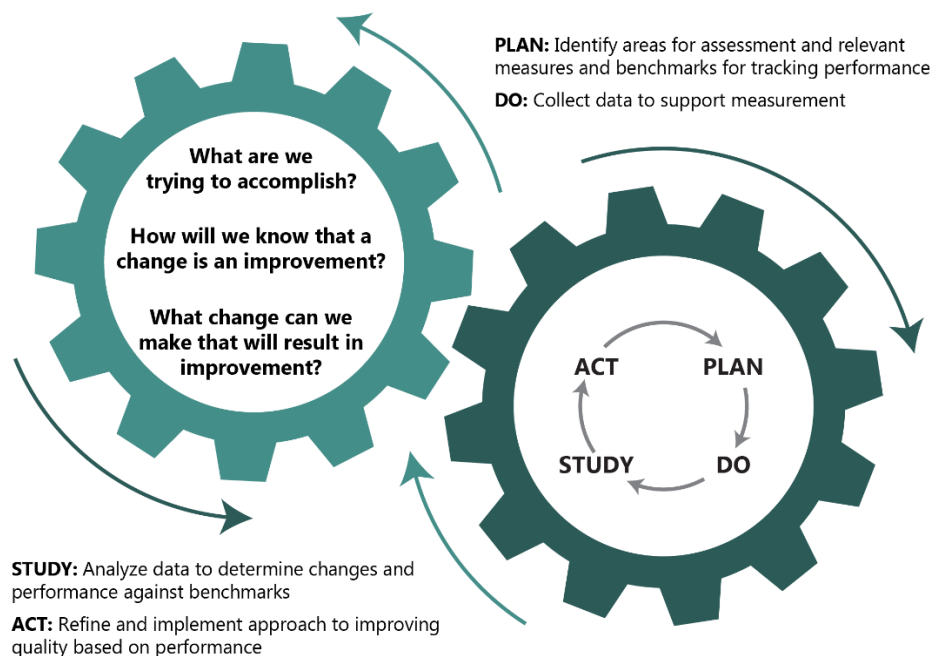 PLAN: Identify areas for assessment and relevant
measures and benchmarks for tracking performance
DO: Collect data to support measurement
What are we
trying to accomplish?
How will we know that a
change is an improvement?
What change can we
make that will result in
improvement?
ACT
PLAN
STUDY
DO
STUDY: Analyze data to determine changes and
performance against benchmarks
ACT: Refine and implement approach to improving
quality based on performance